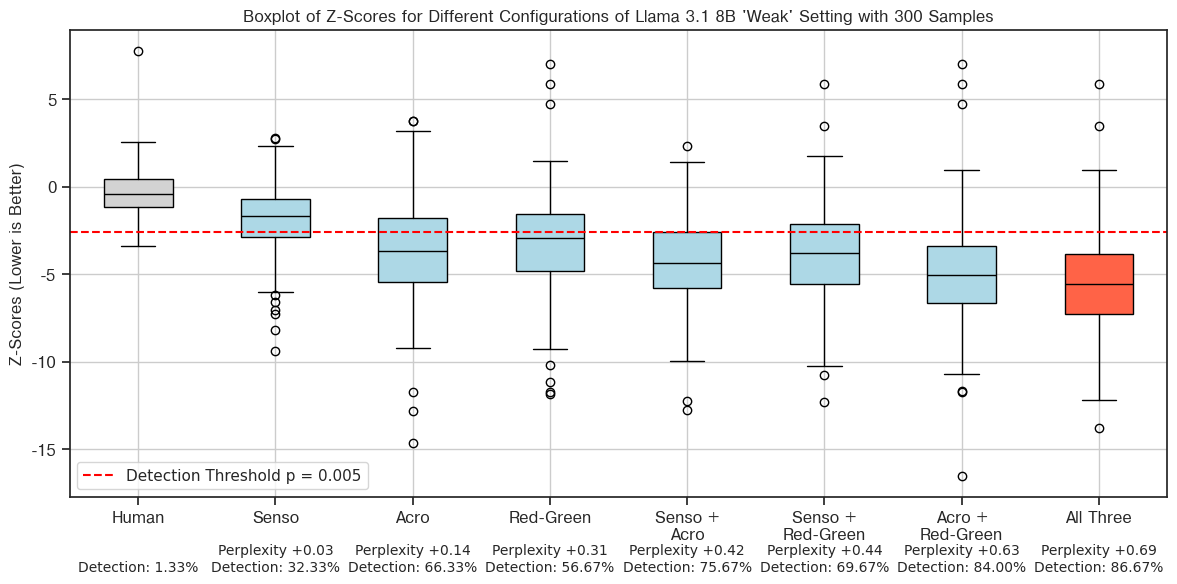 Boxplot of Z-Scores for Different Configurations of Llama 3.1 8B 'Weak' Setting with 300 Samples
Z-Scores (Lower is Better)
5
0
-5
-10
-15
Detection Threshold p = 0.005
Human Senso Acro Red-Green Senso + Senso + Acro + All Three
Acro Red-Green Red-Green
Perplexity +0.03 Perplexity +0.14 Perplexity +0.31 Perplexity +0.42 Perplexity +0.44 Perplexity +0.63 Perplexity +0.69
Detection: 1.33% Detection: 32.33% Detection: 66.33% Detection: 56.67% Detection: 75.67% Detection: 69.67% Detection: 84.00% Detection: 86.67%